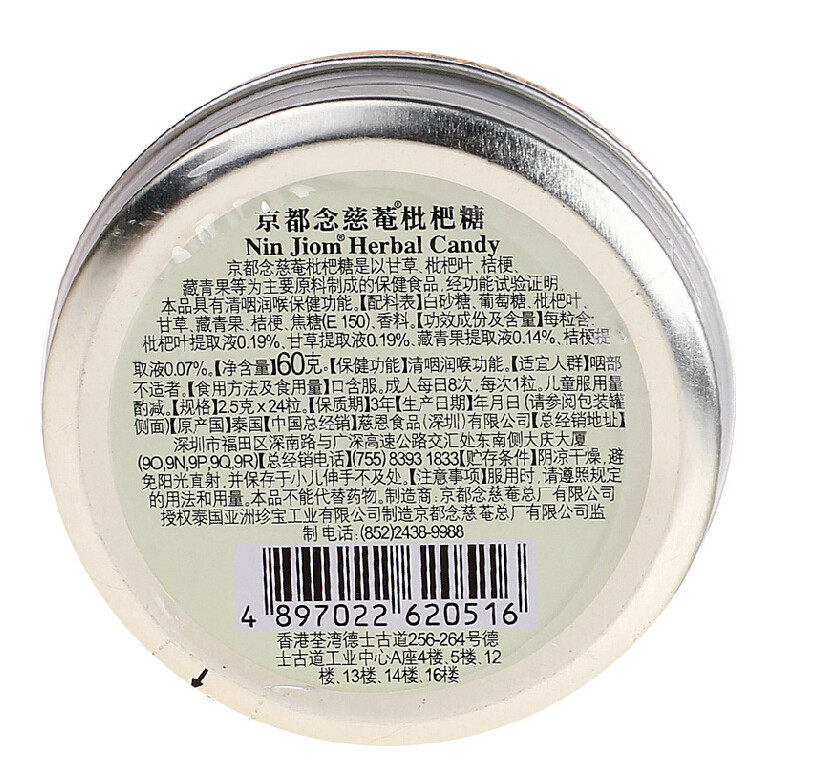 京都念慈菴®枇杷糖
Nin Jiom® Herbal Candy
京都念慈菴枇杷糖是以甘草、枇杷叶、桔梗、
藏青果等为主要原料制成的保健食品,经功能试验证明,
本品具有清咽润喉保健功能。【配料表】白砂糖、葡萄糖、枇杷叶、
甘草、藏青果、桔梗、焦糖(E 150)、香料。【功效成份及含量】每粒含:
枇杷叶提取液0.19%、甘草提取液0.19%、藏青果提取液0.14%、桔梗提
取液0.07%。【净含量】60克。【保健功能】清咽润喉功能。【适宜人群】咽部
不适者。【食用方法及食用量】口含服。成人每日8次,每次1粒。儿童服用量
酌减。【规格】2.5克 x 24粒。【保质期】3年【生产日期】年月日(请参阅包装罐
侧面)【原产国】泰国【中国总经销】慈恩食品(深圳)有限公司【总经销地址】
深圳市福田区深南路与广深高速公路交汇处东南侧大庆大厦
(9O,9N,9P,9Q,9R)【总经销电话】(755) 8393 1833【贮存条件】阴凉干燥、避
免阳光直射,并保存于小儿伸手不及处。【注意事项】服用时,请遵照规定
的用法和用量。本品不能代替药物。制造商:京都念慈菴总厂有限公司
授权泰国亚洲珍宝工业有限公司制造京都念慈菴总厂有限公司监
制 电话:(852)2438-9988
4 897022 620516
香港荃湾德士古道256-264号德
士古道工业中心A座4楼、5楼、12
楼、13楼、14楼、16楼